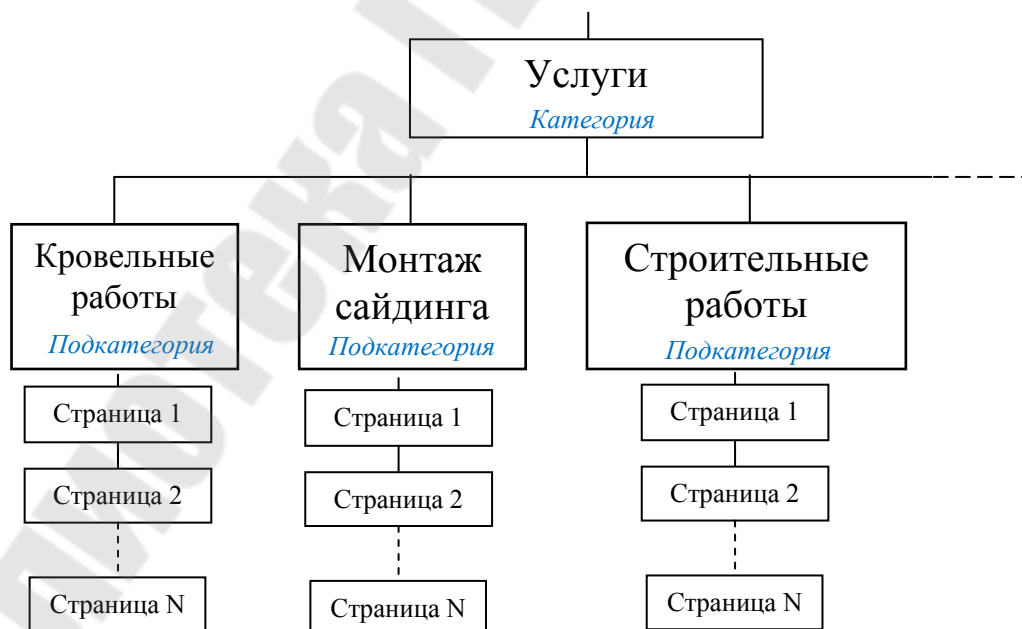 Услуги
Категория
Кровельные
работы
Подкатегория
Монтаж
сайдинга
Подкатегория
Строительные
работы
Подкатегория
Страница 1
Страница 1
Страница 1
Страница 2
Страница 2
Страница 2
Страница N
Страница N
Страница N